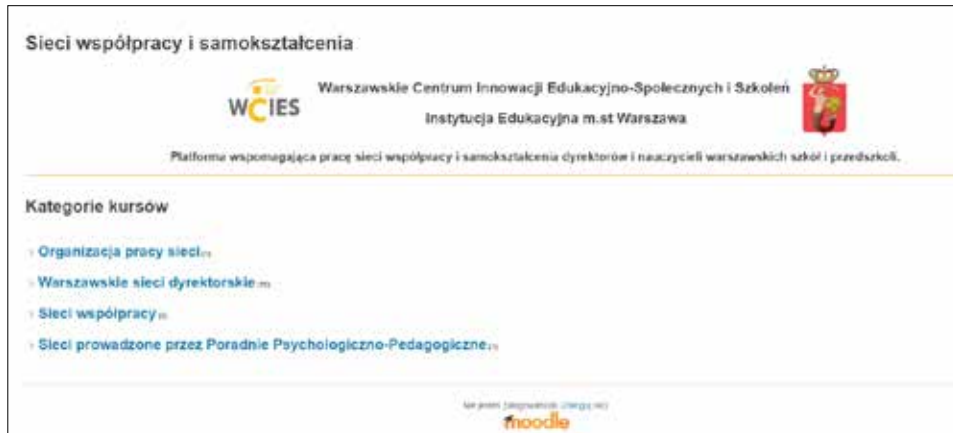 Sieci współpracy i samokształcenia
WCIES
Warszawskie Centrum Innowacji Edukacyjno-Społecznych i Szkoleń
Instytucja Edukacyjna m.st Warszawa
Platforma wspomagająca pracę sieci współpracy i samokształcenia dyrektorów i nauczycieli warszawskich szkół i przedszkoli.
Kategorie kursów
Organizacja pracy sieci
Warszawskie sieci dyrektorskie
Sieci współpracy
Sieci prowadzone przez Poradnie Psychologiczno-Pedagogiczne
moodle